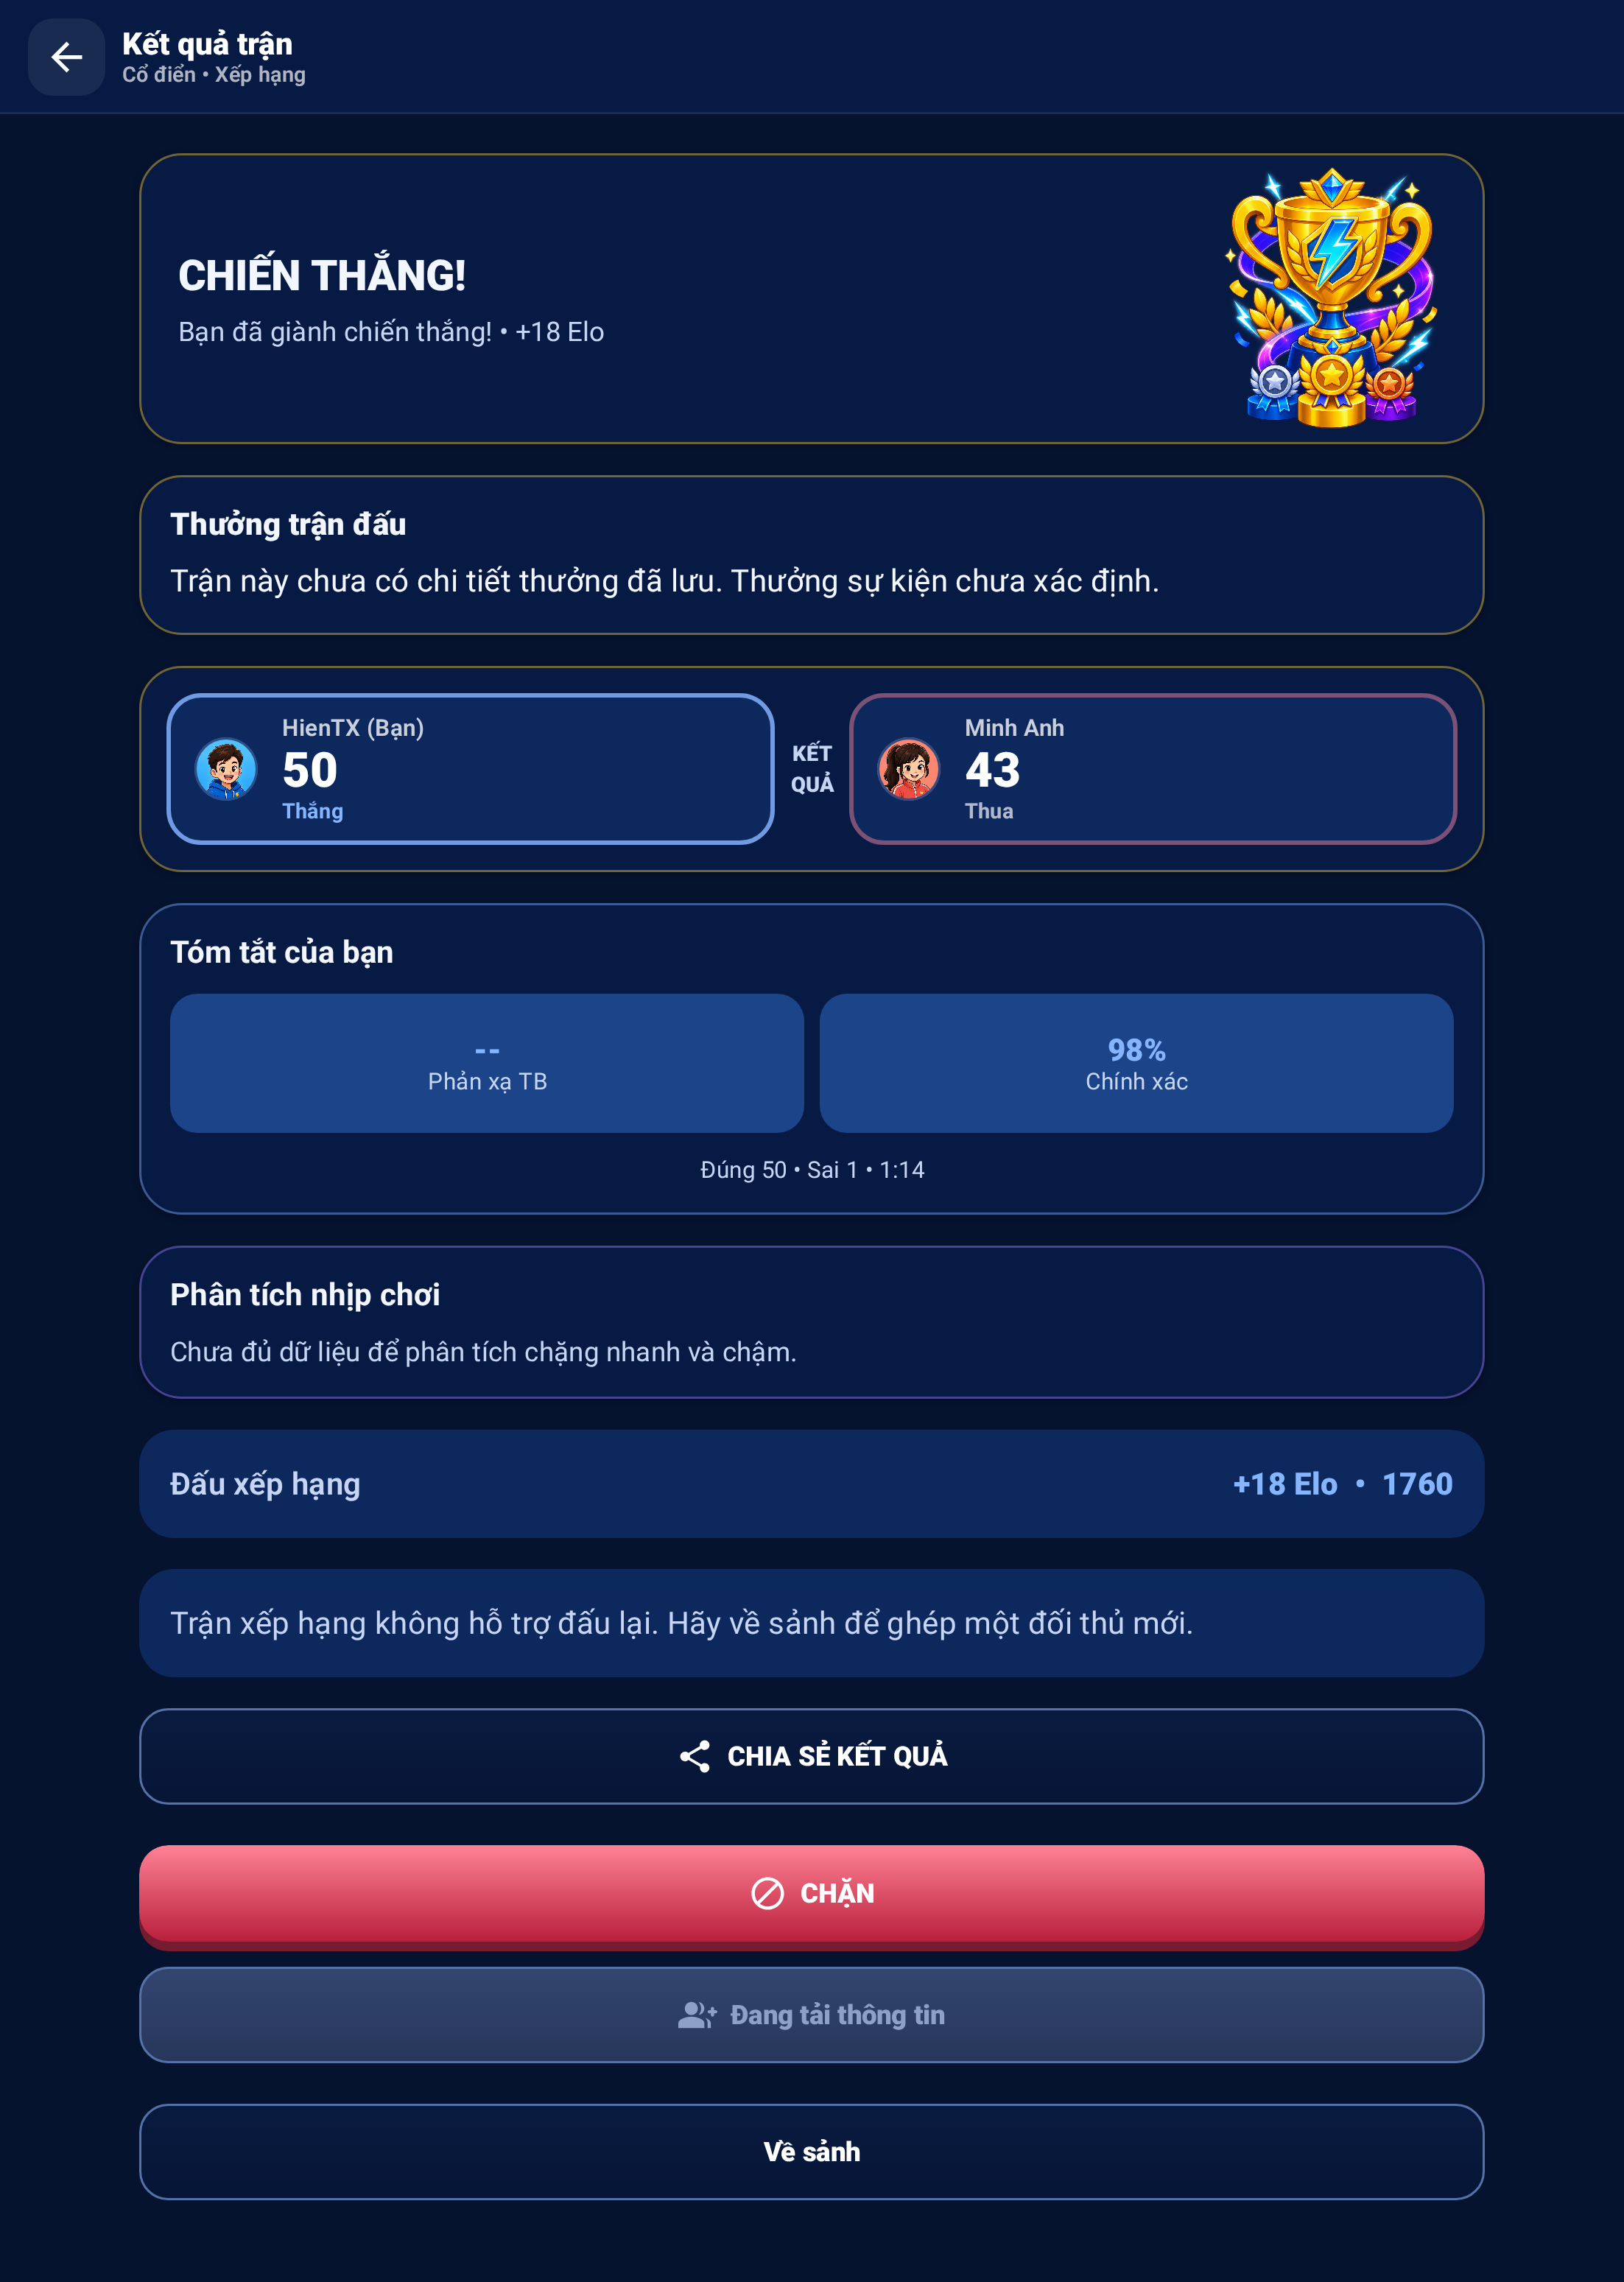 Kết quả trận
Cổ điển • Xếp hạng
CHIẾN THẮNG!
Bạn đã giành chiến thắng! • +18 Elo
Thưởng trận đấu
Trận này chưa có chi tiết thưởng đã lưu. Thưởng sự kiện chưa xác định.
HienTX (Bạn)
50
Thắng
KẾT
QUẢ
Minh Anh
43
Thua
Tóm tắt của bạn
--
Phản xạ TB
98%
Chính xác
Đúng 50 • Sai 1 • 1:14
Phân tích nhịp chơi
Chưa đủ dữ liệu để phân tích chặng nhanh và chậm.
Đấu xếp hạng
+18 Elo • 1760
Trận xếp hạng không hỗ trợ đấu lại. Hãy về sảnh để ghép một đối thủ mới.
CHIA SẺ KẾT QUẢ
CHẶN
Đang tải thông tin
Về sảnh